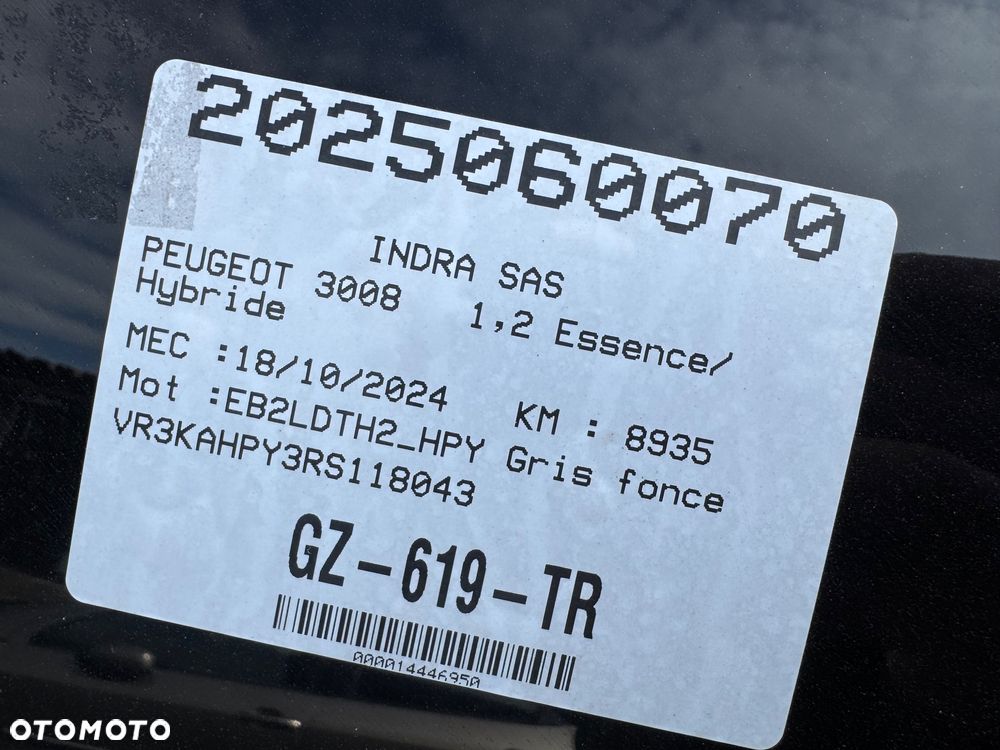 2025060070
INDRA SAS
PEUGEOT 3008 1,2 Essence/
Hybride
MEC :18/10/2024 KM : 8935
Mot :EB2LDTH2_HPY Gris fonce
VR3KAHPY3RS118043
GZ-619-TR
000014446950
OTOMOTO